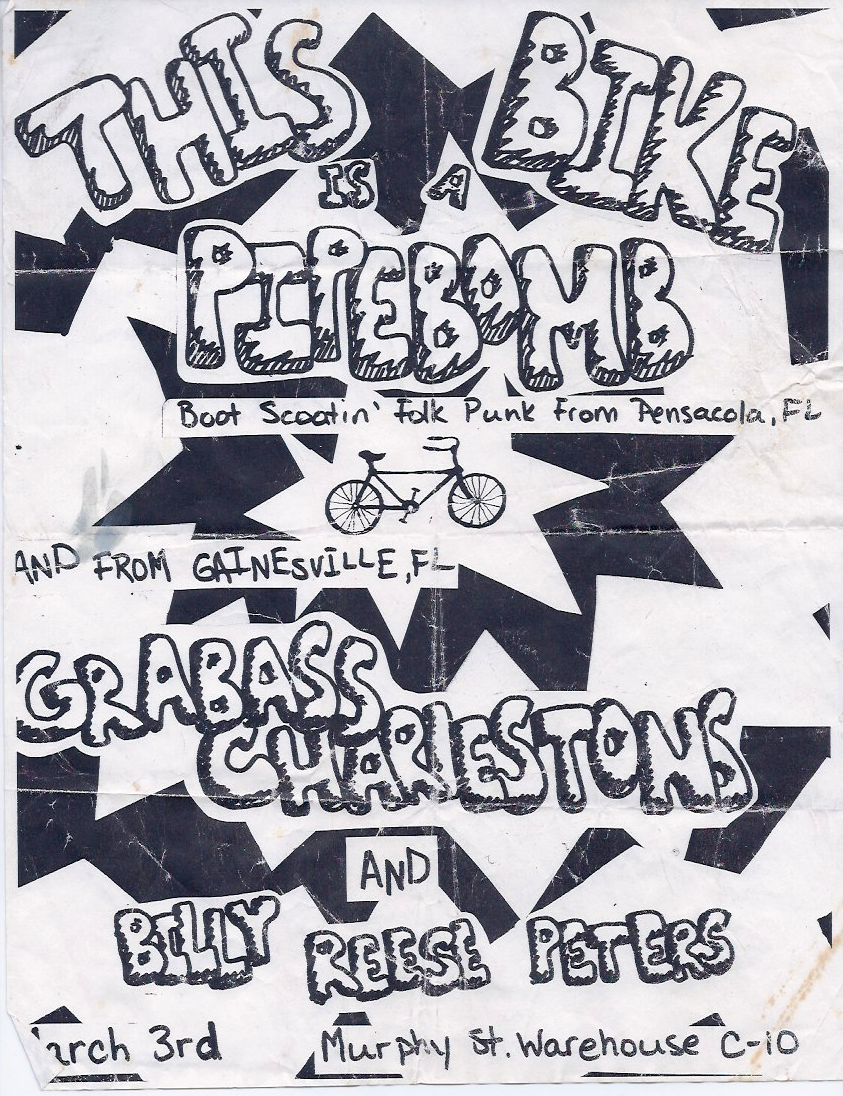 THIS BIKE
IS A
PIPEBOMB
Boot Scootin' Folk Punk From Pensacola, FL
AND FROM GAINESVILLE, FL
GRABASS
CHARLESTONS
AND
BILLY REESE PETERS
arch 3rd Murphy St. Warehouse C-10